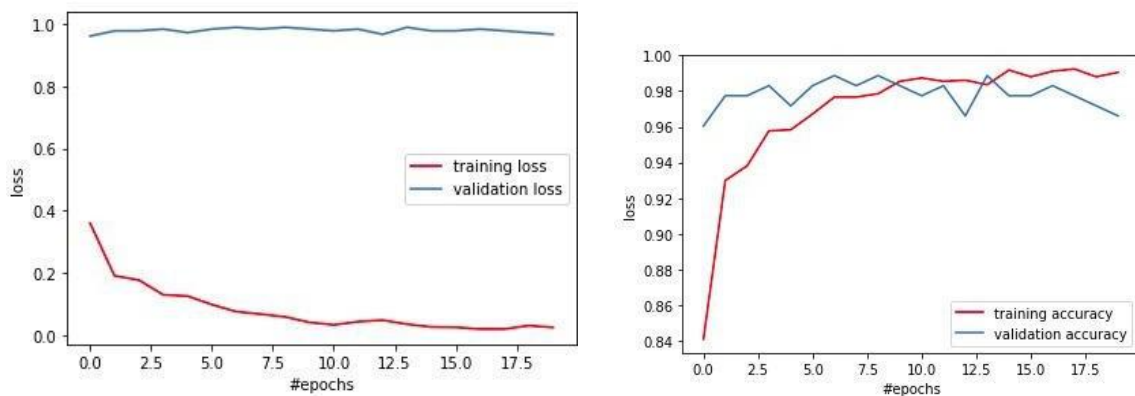 1.0
0.8
0.6
0.4
0.2
0.0
loss
training loss
validation loss
0.0 2.5 5.0 7.5 10.0 12.5 15.0 17.5
#epochs
1.00
0.98
0.96
0.94
0.92
0.90
0.88
0.86
0.84
loss
training accuracy
validation accuracy
0.0 2.5 5.0 7.5 10.0 12.5 15.0 17.5
#epochs